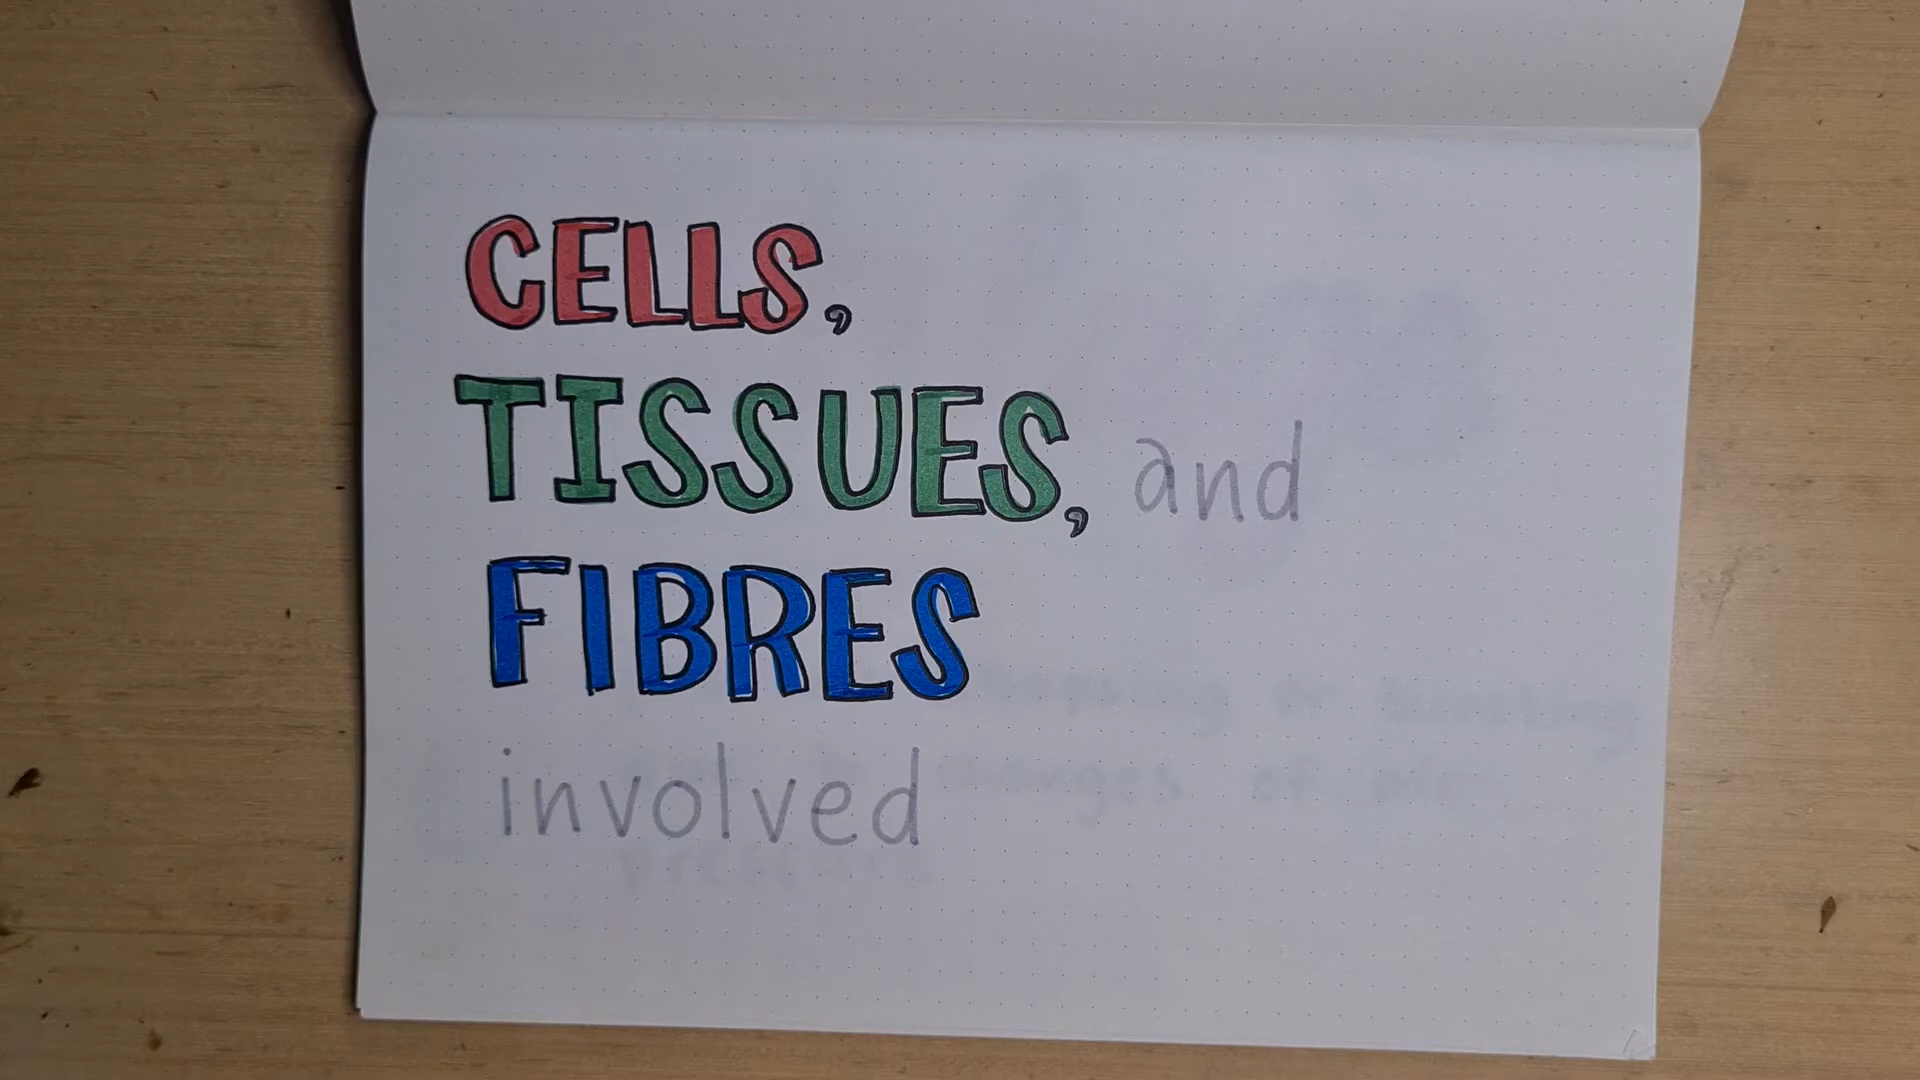 CELLS,
TISSUES, and
FIBRES
involved